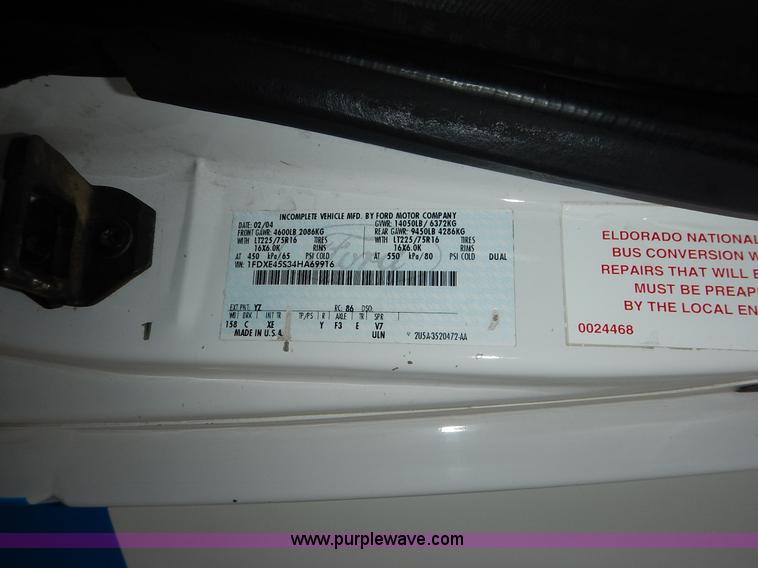 INCOMPLETE VEHICLE MFD. BY FORD MOTOR COMPANY
DATE: 02/04 GVWR: 14050LB/ 6372KG
FRONT GAWR: 4600LB 2086KG REAR GAWR: 9450LB 4286KG
WITH LT225/75R16 TIRES WITH LT225/75R16 TIRES
16X6.0K RIMS 16X6.0K RIMS
AT 450 kPa/65 PSI COLD AT 550 kPa/80 PSI COLD DUAL
VIN: 1FDXE45S34HA69916
Ford
EXT PNT: YZ RC: 86 DSO:
WB BRK INT TR TP/PS R AXLE TR SPR
158 C XE Y F3 E V7
MADE IN U.S.A. ULN 2U5A-3520472-AA
ELDORADO NATIONAL
BUS CONVERSION W
REPAIRS THAT WILL B
MUST BE PREAP
BY THE LOCAL EN
0024468
www.purplewave.com